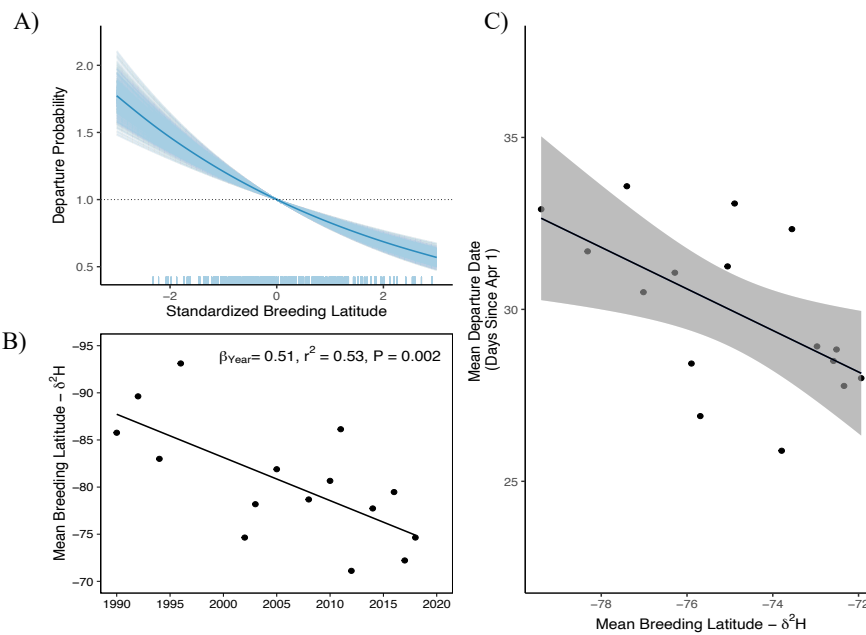 A)
Departure Probability
2.0
1.5
1.0
0.5
−2
0
2
Standardized Breeding Latitude
B)
Mean Breeding Latitude − δ²H
−95
−90
−85
−80
−75
−70
βYear= 0.51, r² = 0.53, P = 0.002
1990
1995
2000
2005
2010
2015
2020
C)
Mean Departure Date
(Days Since Apr 1)
35
30
25
−78
−76
−74
−72
Mean Breeding Latitude − δ²H